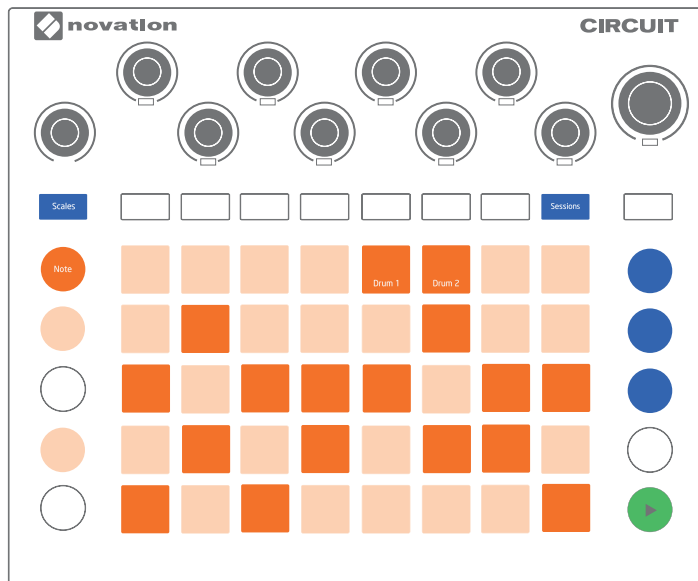 novation
CIRCUIT
Scales
Sessions
Note
Drum 1
Drum 2